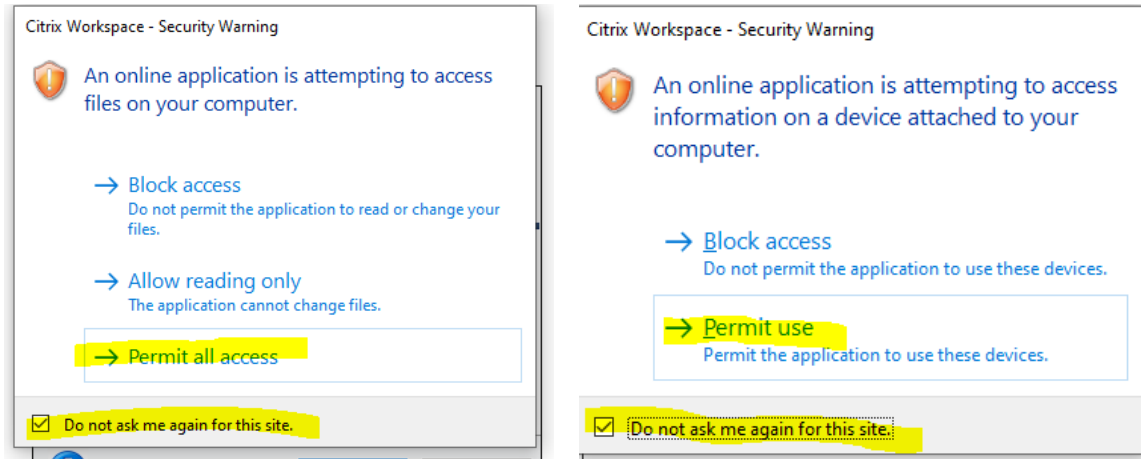 Citrix Workspace - Security Warning
An online application is attempting to access
files on your computer.
→ Block access
Do not permit the application to read or change your
files.
→ Allow reading only
The application cannot change files.
→ Permit all access
Do not ask me again for this site.
Citrix Workspace - Security Warning
An online application is attempting to access
information on a device attached to your
computer.
→ Block access
Do not permit the application to use these devices.
→ Permit use
Permit the application to use these devices.
Do not ask me again for this site.